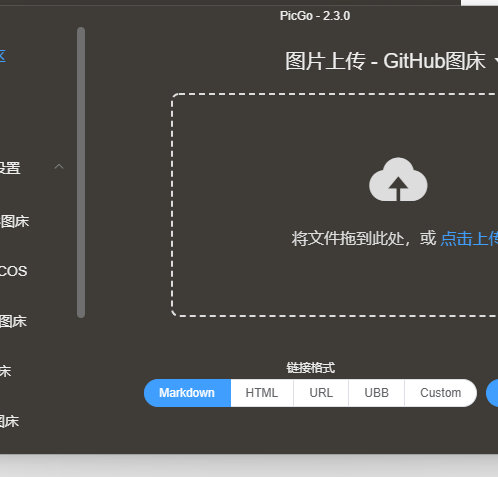 PicGo - 2.3.0
图片上传 - GitHub图床
区
设置
图床
COS
图床
床
图床
将文件拖到此处，或 点击上传
链接格式
Markdown HTML URL UBB Custom